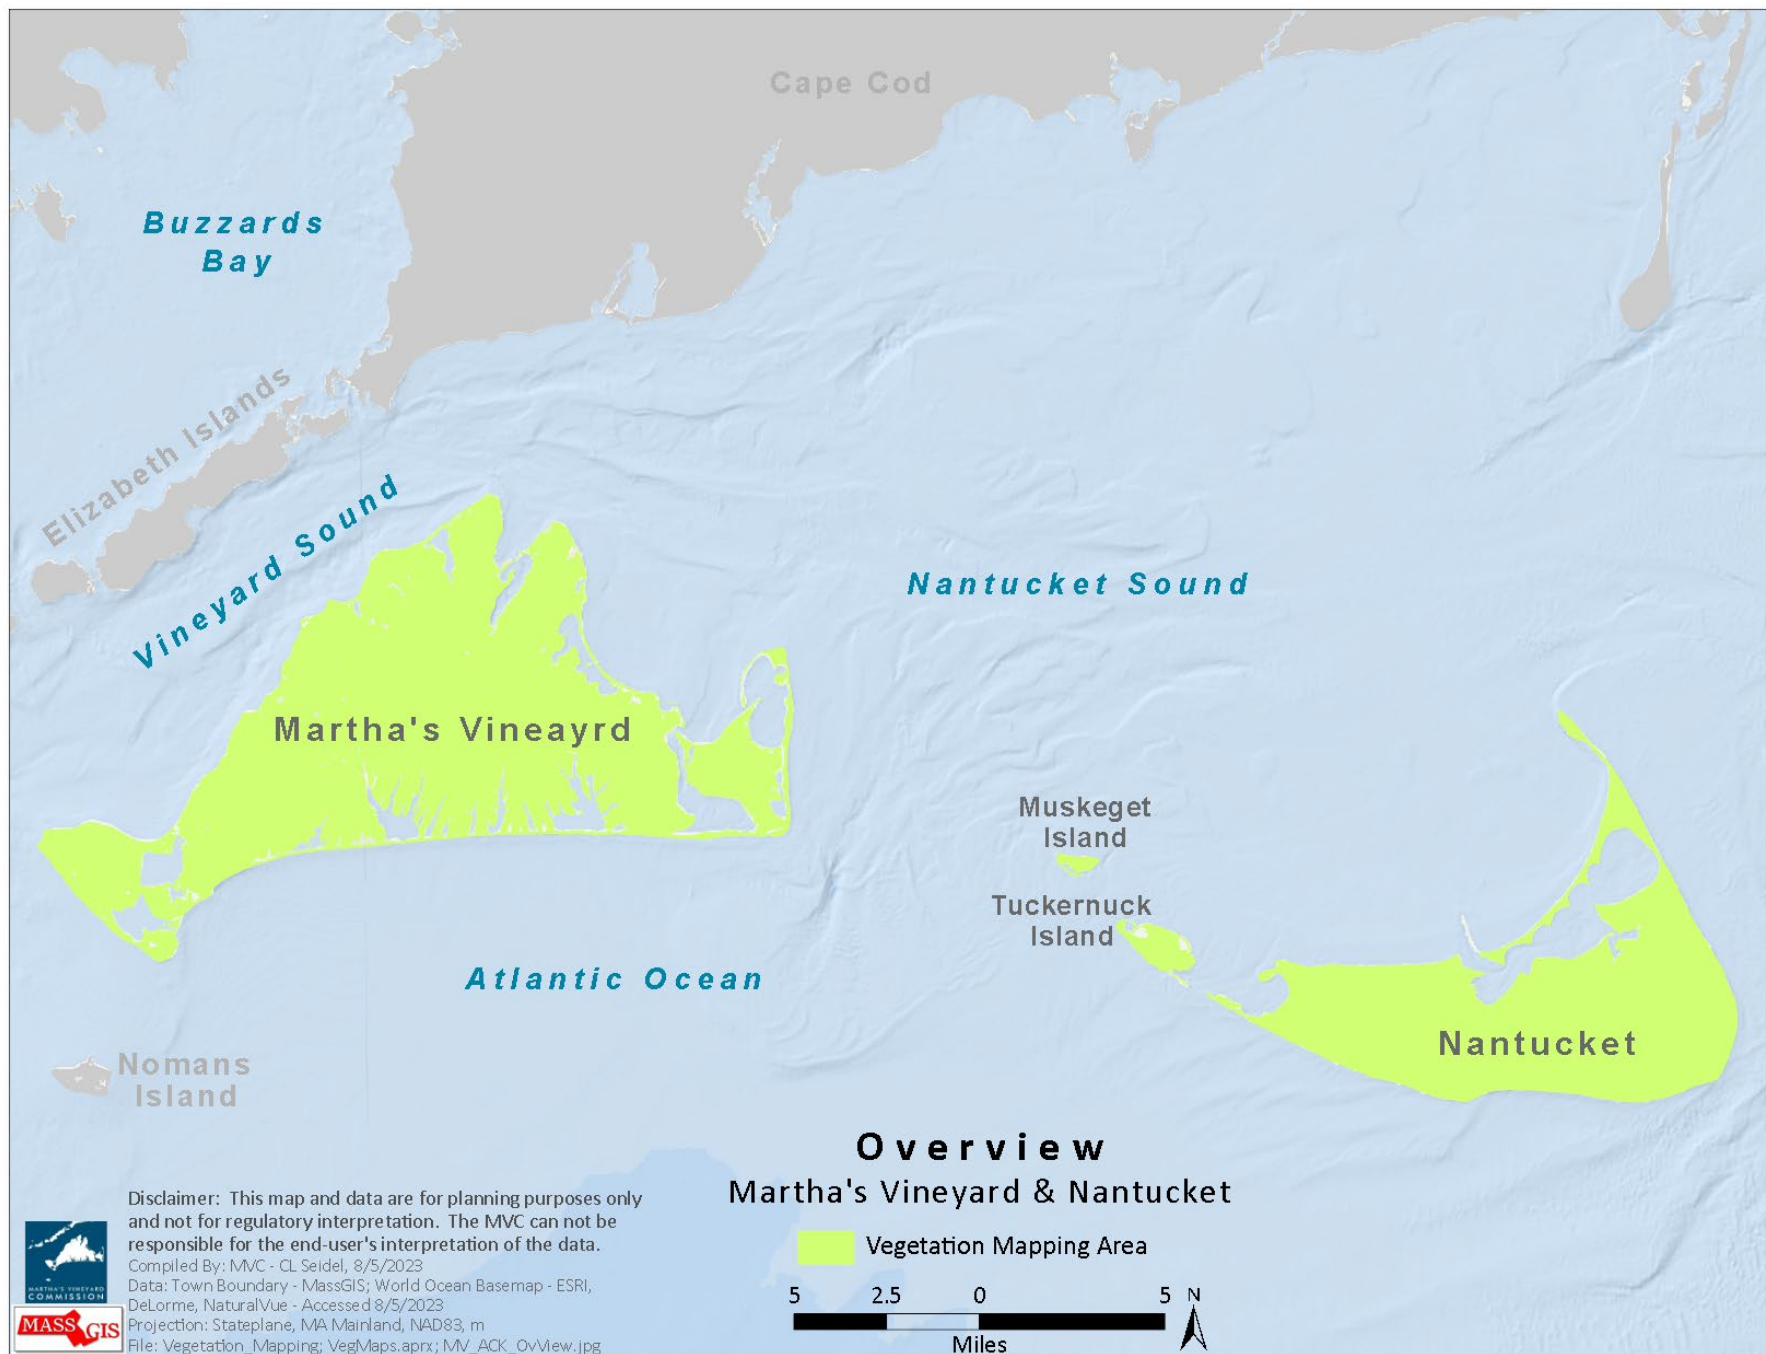 Cape Cod
Buzzards
Bay
Elizabeth Islands
Vineyard Sound
Nantucket Sound
Martha's Vineayrd
Muskeget
Island
Tuckernuck
Island
Atlantic Ocean
Nantucket
Nomans
Island
Overview
Martha's Vineyard & Nantucket
Vegetation Mapping Area
5 2.5 0 5
Miles
N
Disclaimer: This map and data are for planning purposes only
and not for regulatory interpretation. The MVC can not be
responsible for the end-user's interpretation of the data.
Compiled By: MVC - CL Seidel, 8/5/2023
Data: Town Boundary - MassGIS; World Ocean Basemap - ESRI,
DeLorme, NaturalVue - Accessed 8/5/2023
Projection: Stateplane, MA Mainland, NAD83, m
File: Vegetation_Mapping; VegMaps.aprx; MV_ACK_OvView.jpg
MARTHA'S VINEYARD
COMMISSION
MASS GIS